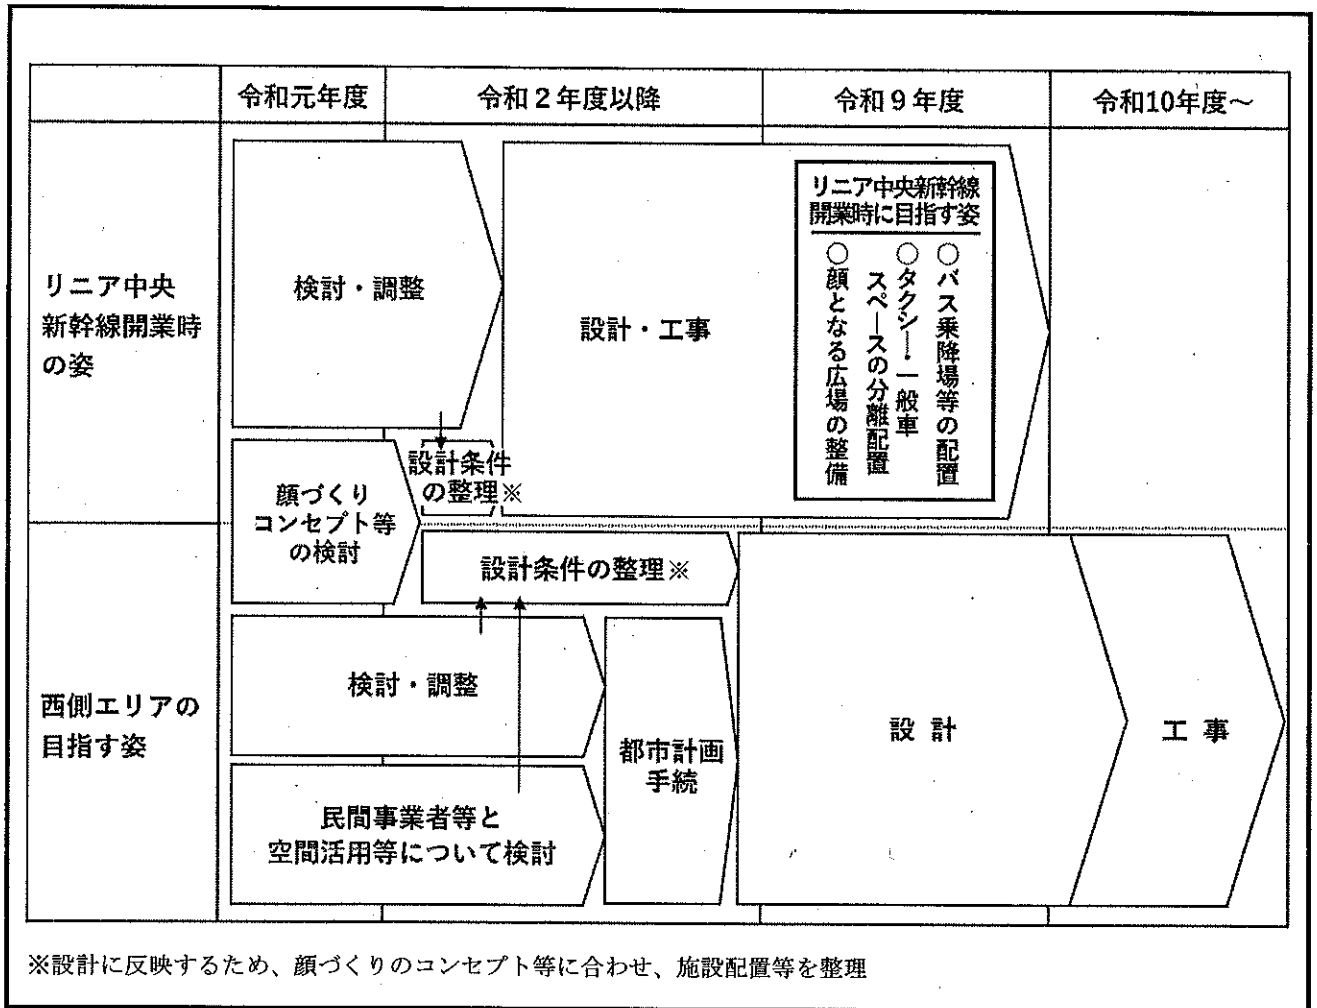 令和元年度
令和２年度以降
令和９年度
令和10年度～
リニア中央
新幹線開業時
の姿
検討・調整
設計・工事
リニア中央新幹線
開業時に目指す姿
○バス乗降場等の配置
○タクシー・一般車
スペースの分離配置
○顔となる広場の整備
設計条件
の整理※
顔づくり
コンセプト等
の検討
設計条件の整理※
西側エリアの
目指す姿
検討・調整
民間事業者等と
空間活用等について検討
都市計画
手続
設計
工事
※設計に反映するため、顔づくりのコンセプト等に合わせ、施設配置等を整理